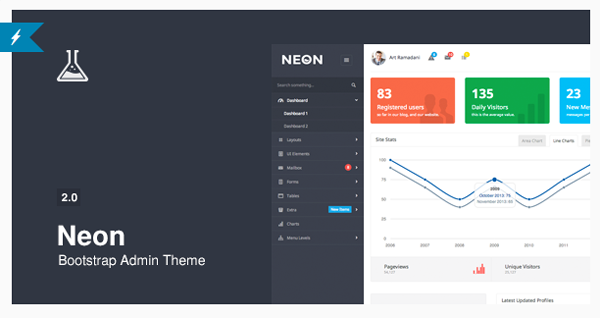 2.0
Neon
Bootstrap Admin Theme
NEON
Search something...
Dashboard
Dashboard 1
Dashboard 2
Layouts
UI Elements
Mailbox
Forms
Tables
Extra New Items
Charts
Menu Levels
Art Ramadani
83
Registered users
so far in our blog, and our website.
135
Daily Visitors
this is the average value.
23
New Me
messages per
Site Stats
Area Chart
Line Charts
100
75
50
25
0
2009
October 2013: 75
November 2013: 65
2006
2007
2008
2009
2010
2011
Pageviews
Unique Visitors
Latest Updated Profiles